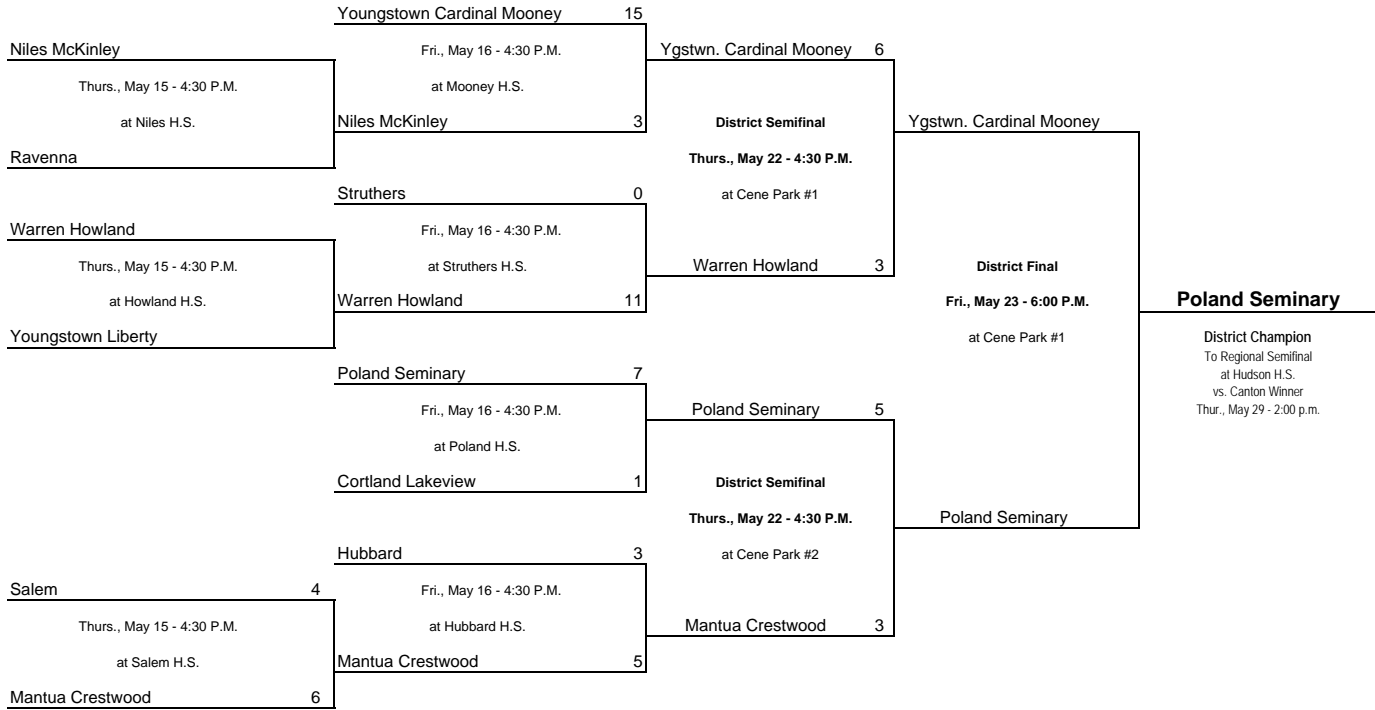 Youngstown Cardinal Mooney 15
Niles McKinley
Fri., May 16 - 4:30 P.M.
Ygstwn. Cardinal Mooney 6
Thurs., May 15 - 4:30 P.M.
at Mooney H.S.
at Niles H.S.
Niles McKinley 3
District Semifinal
Ygstwn. Cardinal Mooney
Ravenna
Thurs., May 22 - 4:30 P.M.
Struthers 0
at Cene Park #1
Warren Howland
Fri., May 16 - 4:30 P.M.
Thurs., May 15 - 4:30 P.M.
at Struthers H.S.
Warren Howland 3
District Final
at Howland H.S.
Warren Howland 11
Fri., May 23 - 6:00 P.M.
Poland Seminary
Youngstown Liberty
at Cene Park #1
District Champion
To Regional Semifinal
at Hudson H.S.
vs. Canton Winner
Thur., May 29 - 2:00 p.m.
Poland Seminary 7
Fri., May 16 - 4:30 P.M.
Poland Seminary 5
at Poland H.S.
Cortland Lakeview 1
District Semifinal
Thurs., May 22 - 4:30 P.M.
Poland Seminary
Hubbard 3
at Cene Park #2
Salem 4
Fri., May 16 - 4:30 P.M.
Thurs., May 15 - 4:30 P.M.
at Hubbard H.S.
Mantua Crestwood 3
at Salem H.S.
Mantua Crestwood 5
Mantua Crestwood 6